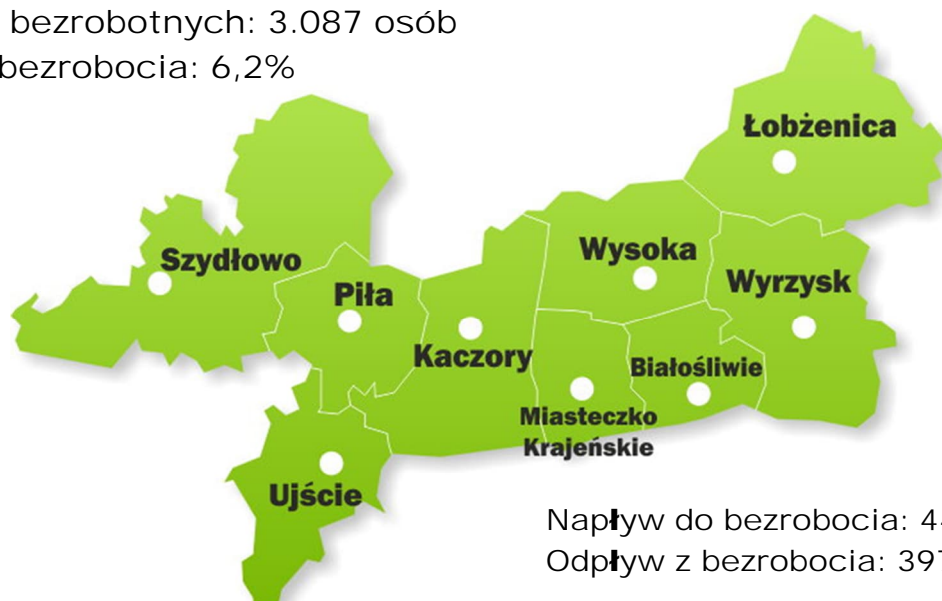 bezrobotnych: 3.087 osób
bezrobocia: 6,2%
Łobżenica
Szydłowo
Wysoka
Piła
Wyrzysk
Kaczory
Białośliwie
Miasteczko
Krajeńskie
Ujście
Napływ do bezrobocia:
Odpływ z bezrobocia: